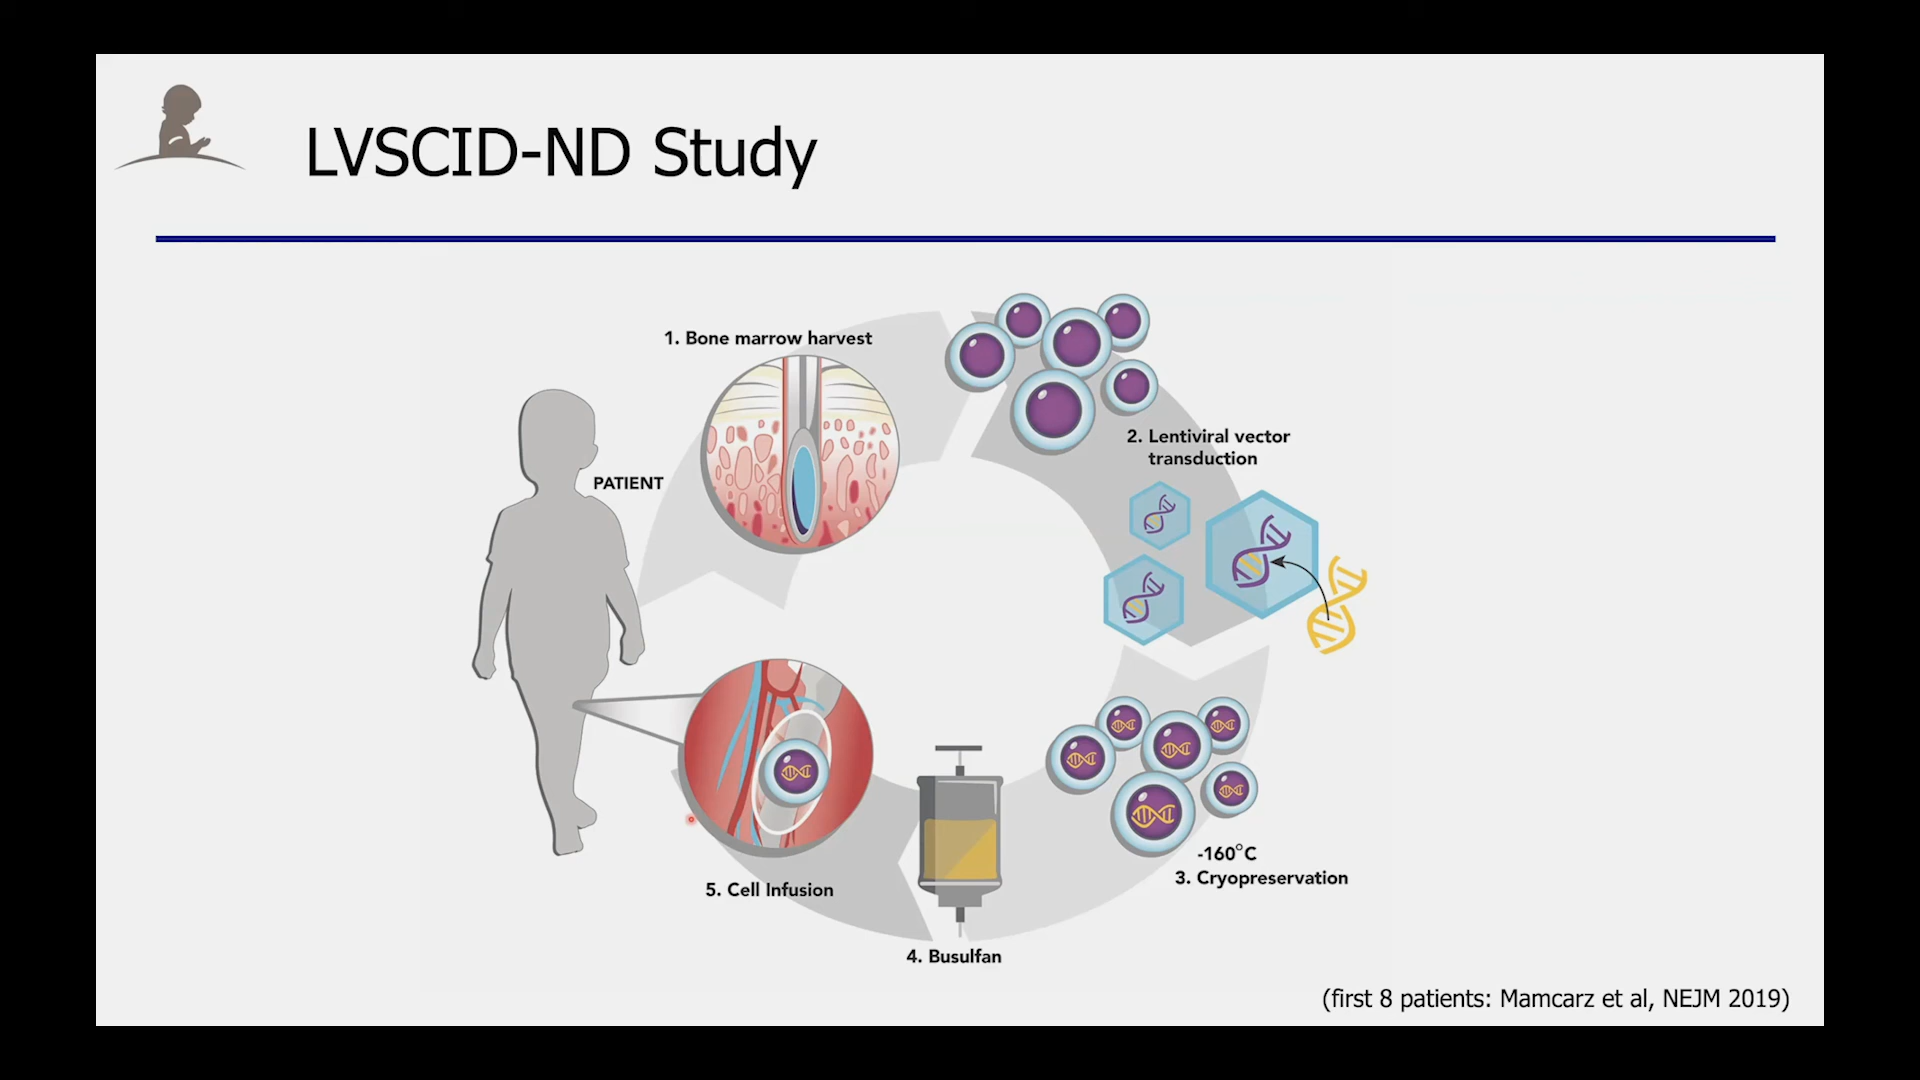 LVSCID-ND Study
1. Bone marrow harvest
2. Lentiviral vector
transduction
PATIENT
-160°C
3. Cryopreservation
5. Cell Infusion
4. Busulfan
(first 8 patients: Mamcarz et al, NEJM 2019)